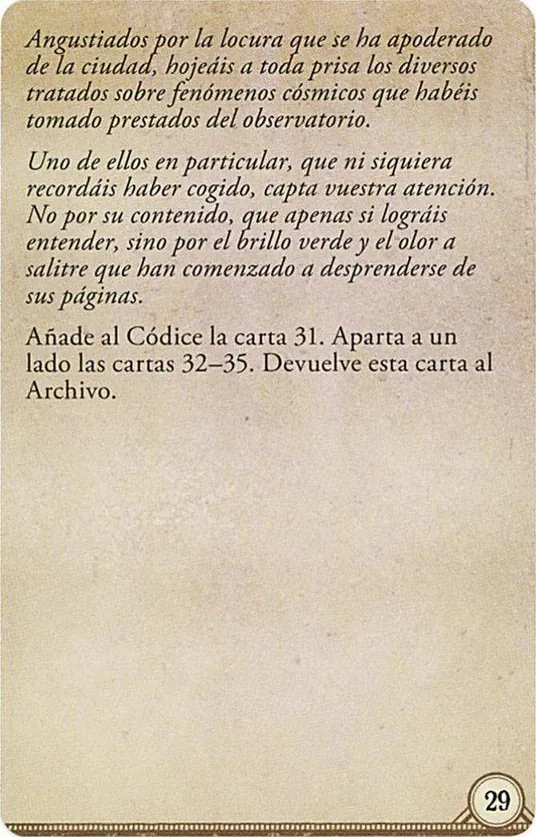 Angustiados por la locura que se ha apoderado
de la ciudad, hojeáis a toda prisa los diversos
tratados sobre fenómenos cósmicos que habéis
tomado prestados del observatorio.
Uno de ellos en particular, que ni siquiera
recordáis haber cogido, capta vuestra atención.
No por su contenido, que apenas si lográis
entender, sino por el brillo verde y el olor a
salitre que han comenzado a desprenderse de
sus páginas.
Añade al Códice la carta 31. Aparta a un
lado las cartas 32–35. Devuelve esta carta al
Archivo.
29